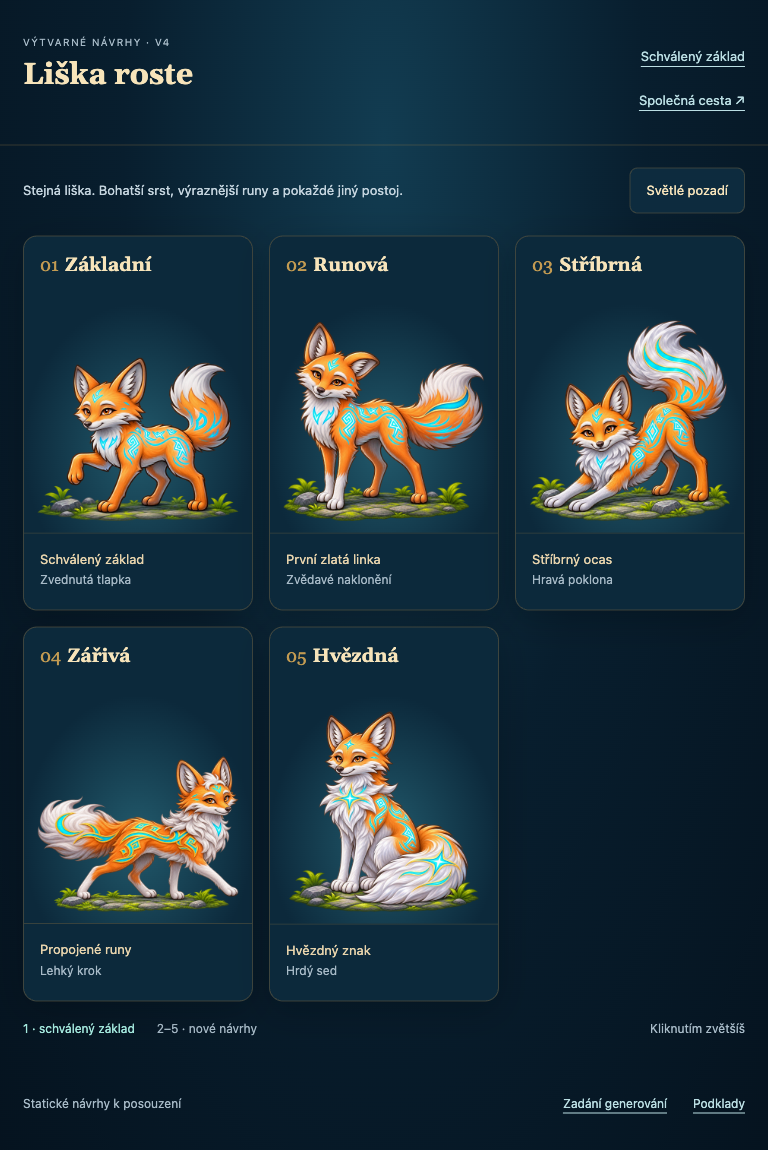 VÝTVARNÉ NÁVRHY · V4
Liška roste
Schválený základ
Společná cesta ↗
Stejná liška. Bohatší srst, výraznější runy a pokaždé jiný postoj.
Světlé pozadí
01 Základní
Schválený základ
Zvednutá tlapka
02 Runová
První zlatá linka
Zvědavé naklonění
03 Stříbrná
Stříbrný ocas
Hravá poklona
04 Zářivá
Propojené runy
Lehký krok
05 Hvězdná
Hvězdný znak
Hrdý sed
1 · schválený základ
2–5 · nové návrhy
Kliknutím zvětšíš
Statické návrhy k posouzení
Zadání generování
Podklady